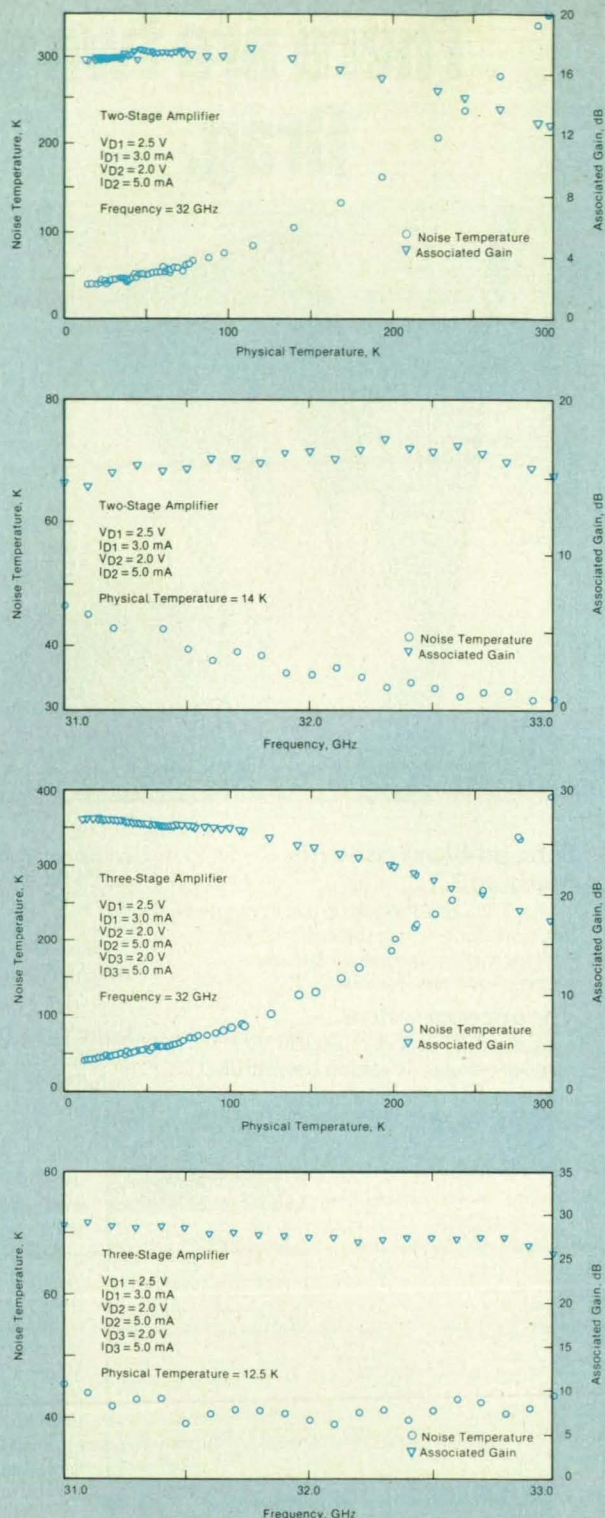 300
200
100
0
Noise Temperature, K
Two-Stage Amplifier
VD1 = 2.5 V
ID1 = 3.0 mA
VD2 = 2.0 V
ID2 = 5.0 mA
Frequency = 32 GHz
Noise Temperature
Associated Gain
20
16
12
8
4
0
Associated Gain, dB
0
100
200
300
Physical Temperature, K
80
60
40
30
Noise Temperature, K
Two-Stage Amplifier
VD1 = 2.5 V
ID1 = 3.0 mA
VD2 = 2.0 V
ID2 = 5.0 mA
Physical Temperature = 14 K
Noise Temperature
Associated Gain
20
10
0
Associated Gain, dB
31.0
32.0
33.0
Frequency, GHz
400
300
200
100
0
Noise Temperature, K
Three-Stage Amplifier
VD1 = 2.5 V
ID1 = 3.0 mA
VD2 = 2.0 V
ID2 = 5.0 mA
VD3 = 2.0 V
ID3 = 5.0 mA
Frequency = 32 GHz
Noise Temperature
Associated Gain
30
20
10
0
Associated Gain, dB
0
100
200
300
Physical Temperature, K
80
60
40
Noise Temperature, K
Three-Stage Amplifier
VD1 = 2.5 V
ID1 = 3.0 mA
VD2 = 2.0 V
ID2 = 5.0 mA
VD3 = 2.0 V
ID3 = 5.0 mA
Physical Temperature = 12.5 K
Noise Temperature
Associated Gain
35
30
25
20
15
10
5
0
Associated Gain, dB
31.0
32.0
33.0
Frequency, GHz